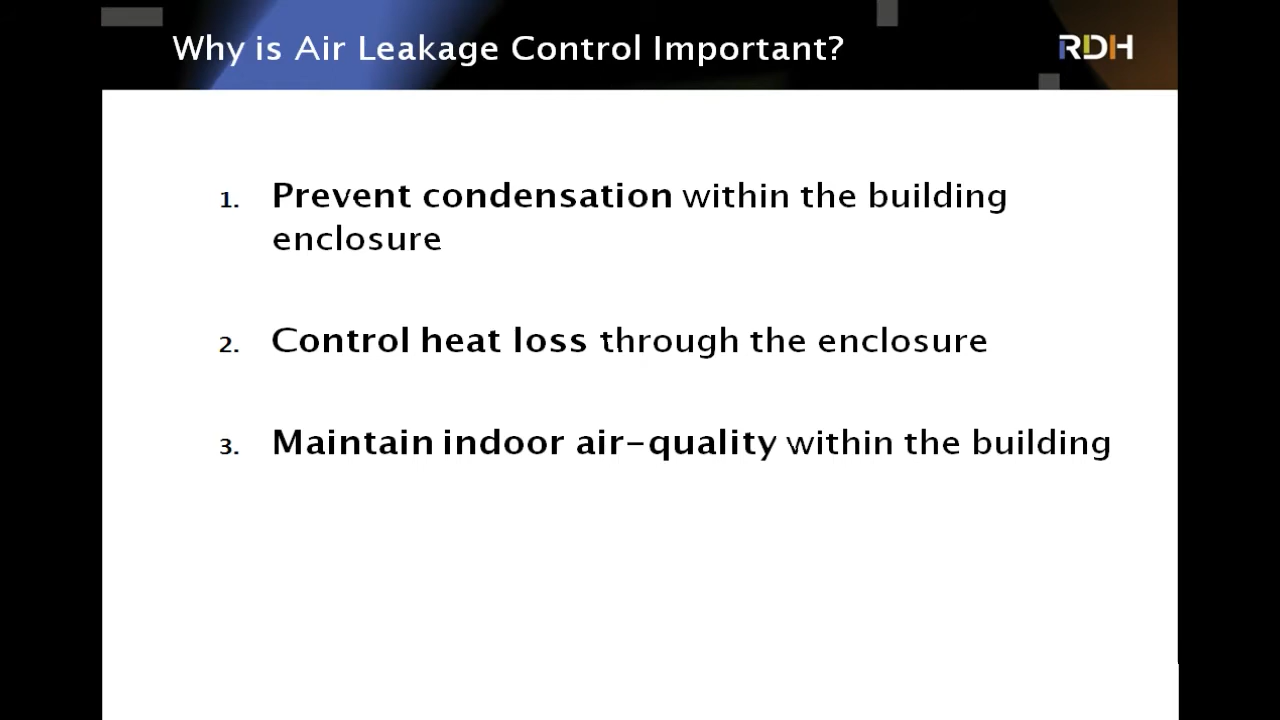 Why is Air Leakage Control Important?
RDH
1. Prevent condensation within the building
enclosure
2. Control heat loss through the enclosure
3. Maintain indoor air-quality within the building